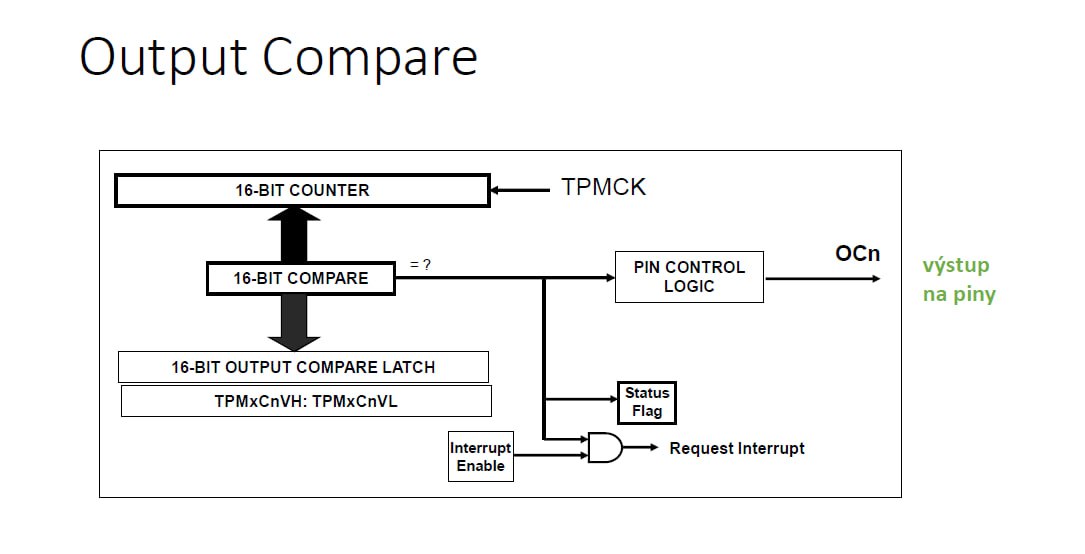 Output Compare
16-BIT COUNTER
TPMCK
16-BIT COMPARE
= ?
PIN CONTROL
LOGIC
OCn
výstup
na piny
16-BIT OUTPUT COMPARE LATCH
TPMxCnVH: TPMxCnVL
Status
Flag
Interrupt
Enable
Request Interrupt